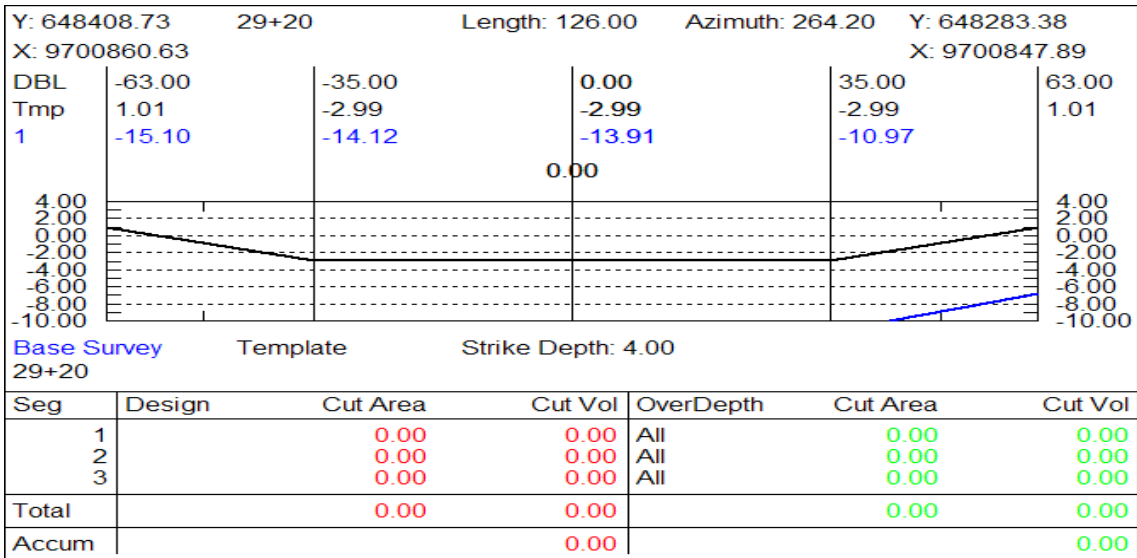 Y: 648408.73 29+20 Length: 126.00 Azimuth: 264.20 Y: 648283.38
X: 9700860.63 X: 9700847.89
DBL -63.00 -35.00 0.00 35.00 63.00
Tmp 1.01 -2.99 -2.99 -2.99 1.01
1 -15.10 -14.12 -13.91 -10.97
0.00
4.00 4.00
2.00 2.00
0.00 0.00
-2.00 -2.00
-4.00 -4.00
-6.00 -6.00
-8.00 -8.00
-10.00 -10.00
Base Survey Template Strike Depth: 4.00
29+20
Seg Design Cut Area Cut Vol OverDepth Cut Area Cut Vol
1 0.00 0.00 All 0.00 0.00
2 0.00 0.00 All 0.00 0.00
3 0.00 0.00 All 0.00 0.00
Total 0.00 0.00 0.00 0.00
Accum 0.00 0.00